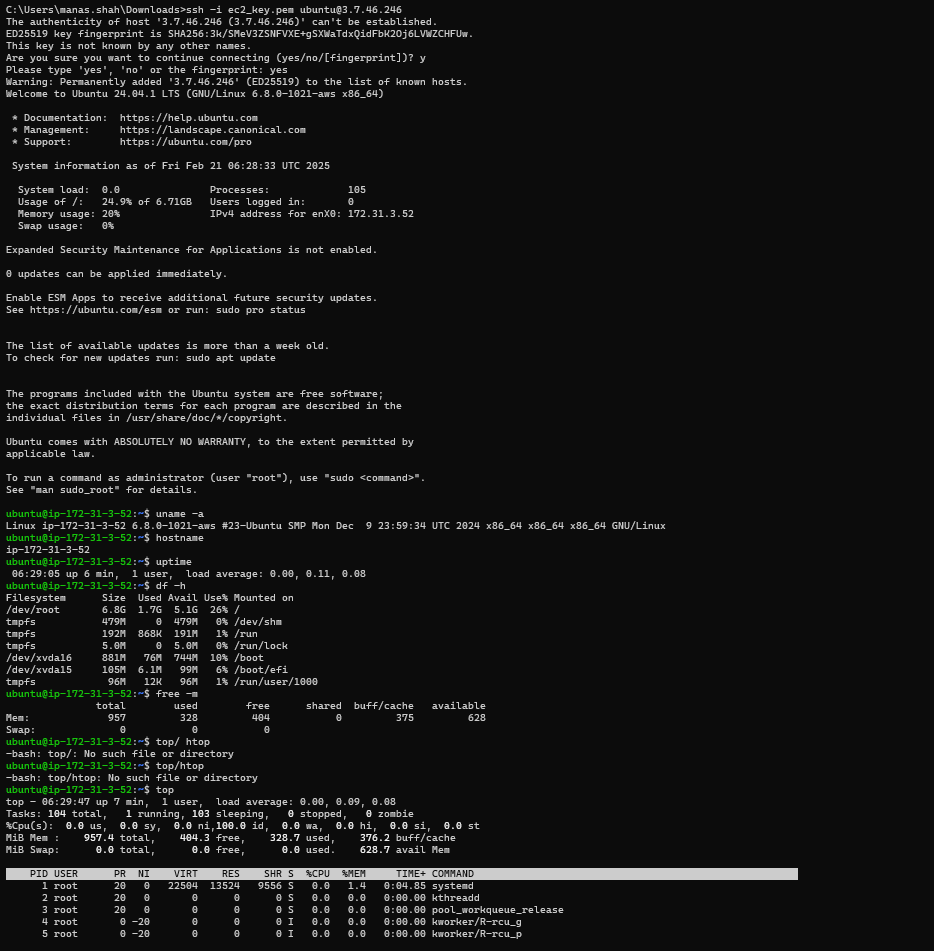 C:\Users\manas.shah\Downloads>ssh -i ec2_key.pem ubuntu@3.7.46.246
The authenticity of host '3.7.46.246 (3.7.46.246)' can't be established.
ED25519 key fingerprint is SHA256:3k/SMeV3ZSNFVXE+gSXWaTdxQidFbK2Oj6LVWZCHFUw.
This key is not known by any other names.
Are you sure you want to continue connecting (yes/no/[fingerprint])? y
Please type 'yes', 'no' or the fingerprint: yes
Warning: Permanently added '3.7.46.246' (ED25519) to the list of known hosts.
Welcome to Ubuntu 24.04.1 LTS (GNU/Linux 6.8.0-1021-aws x86_64)

 * Documentation:  https://help.ubuntu.com
 * Management:     https://landscape.canonical.com
 * Support:        https://ubuntu.com/pro

 System information as of Fri Feb 21 06:28:33 UTC 2025

  System load:  0.0               Processes:             105
  Usage of /:   24.9% of 6.71GB   Users logged in:       0
  Memory usage: 20%               IPv4 address for enX0: 172.31.3.52
  Swap usage:   0%

Expanded Security Maintenance for Applications is not enabled.

0 updates can be applied immediately.

Enable ESM Apps to receive additional future security updates.
See https://ubuntu.com/esm or run: sudo pro status

The list of available updates is more than a week old.
To check for new updates run: sudo apt update

The programs included with the Ubuntu system are free software;
the exact distribution terms for each program are described in the
individual files in /usr/share/doc/*/copyright.

Ubuntu comes with ABSOLUTELY NO WARRANTY, to the extent permitted by
applicable law.

To run a command as administrator (user "root"), use "sudo <command>".
See "man sudo_root" for details.

ubuntu@ip-172-31-3-52:~$ uname -a
Linux ip-172-31-3-52 6.8.0-1021-aws #23-Ubuntu SMP Mon Dec  9 23:59:34 UTC 2024 x86_64 x86_64 x86_64 GNU/Linux
ubuntu@ip-172-31-3-52:~$ hostname
ip-172-31-3-52
ubuntu@ip-172-31-3-52:~$ uptime
 06:29:05 up 6 min,  1 user,  load average: 0.00, 0.11, 0.08
ubuntu@ip-172-31-3-52:~$ df -h
Filesystem      Size  Used Avail Use% Mounted on
/dev/root       6.8G  1.7G  5.1G  26% /
tmpfs           479M     0  479M   0% /dev/shm
tmpfs           192M  868K  191M   1% /run
tmpfs           5.0M     0  5.0M   0% /run/lock
/dev/xvda16     881M   76M  744M  10% /boot
/dev/xvda15     105M  6.1M   99M   6% /boot/efi
tmpfs            96M   12K   96M   1% /run/user/1000
ubuntu@ip-172-31-3-52:~$ free -m
               total        used        free      shared  buff/cache   available
Mem:             957         328         404           0         375         628
Swap:              0           0           0
ubuntu@ip-172-31-3-52:~$ top/ htop
-bash: top/: No such file or directory
ubuntu@ip-172-31-3-52:~$ top/htop
-bash: top/htop: No such file or directory
ubuntu@ip-172-31-3-52:~$ top
top - 06:29:47 up 7 min,  1 user,  load average: 0.00, 0.09, 0.08
Tasks: 104 total,   1 running, 103 sleeping,   0 stopped,   0 zombie
%Cpu(s):  0.0 us,  0.0 sy,  0.0 ni,100.0 id,  0.0 wa,  0.0 hi,  0.0 si,  0.0 st
MiB Mem :    957.4 total,    404.3 free,    328.7 used,    376.2 buff/cache
MiB Swap:      0.0 total,      0.0 free,      0.0 used.    628.7 avail Mem

    PID USER      PR  NI    VIRT    RES    SHR S  %CPU  %MEM     TIME+ COMMAND
      1 root      20   0   22504  13524   9556 S   0.0   1.4   0:04.85 systemd
      2 root      20   0       0      0      0 S   0.0   0.0   0:00.00 kthreadd
      3 root      20   0       0      0      0 S   0.0   0.0   0:00.00 pool_workqueue_release
      4 root       0 -20       0      0      0 I   0.0   0.0   0:00.00 kworker/R-rcu_g
      5 root       0 -20       0      0      0 I   0.0   0.0   0:00.00 kworker/R-rcu_p